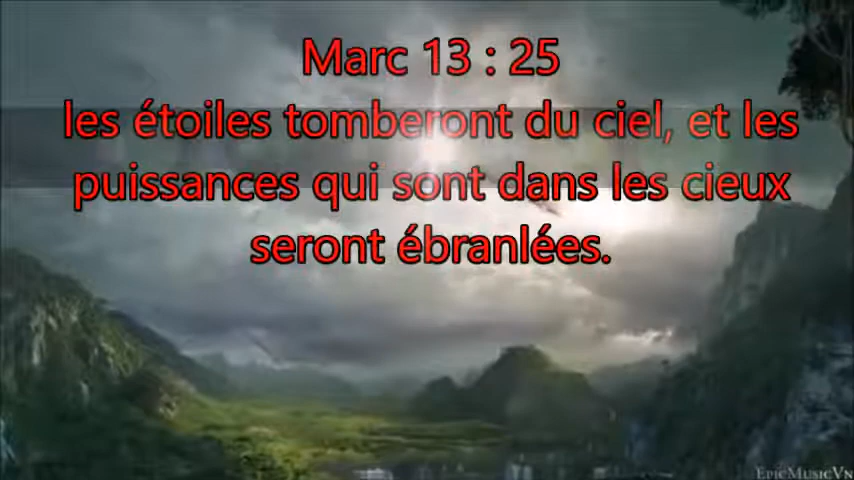 Marc 13 : 25
les étoiles tomberont du ciel, et les
puissances qui sont dans les cieux
seront ébranlées.
EpicMusicVn